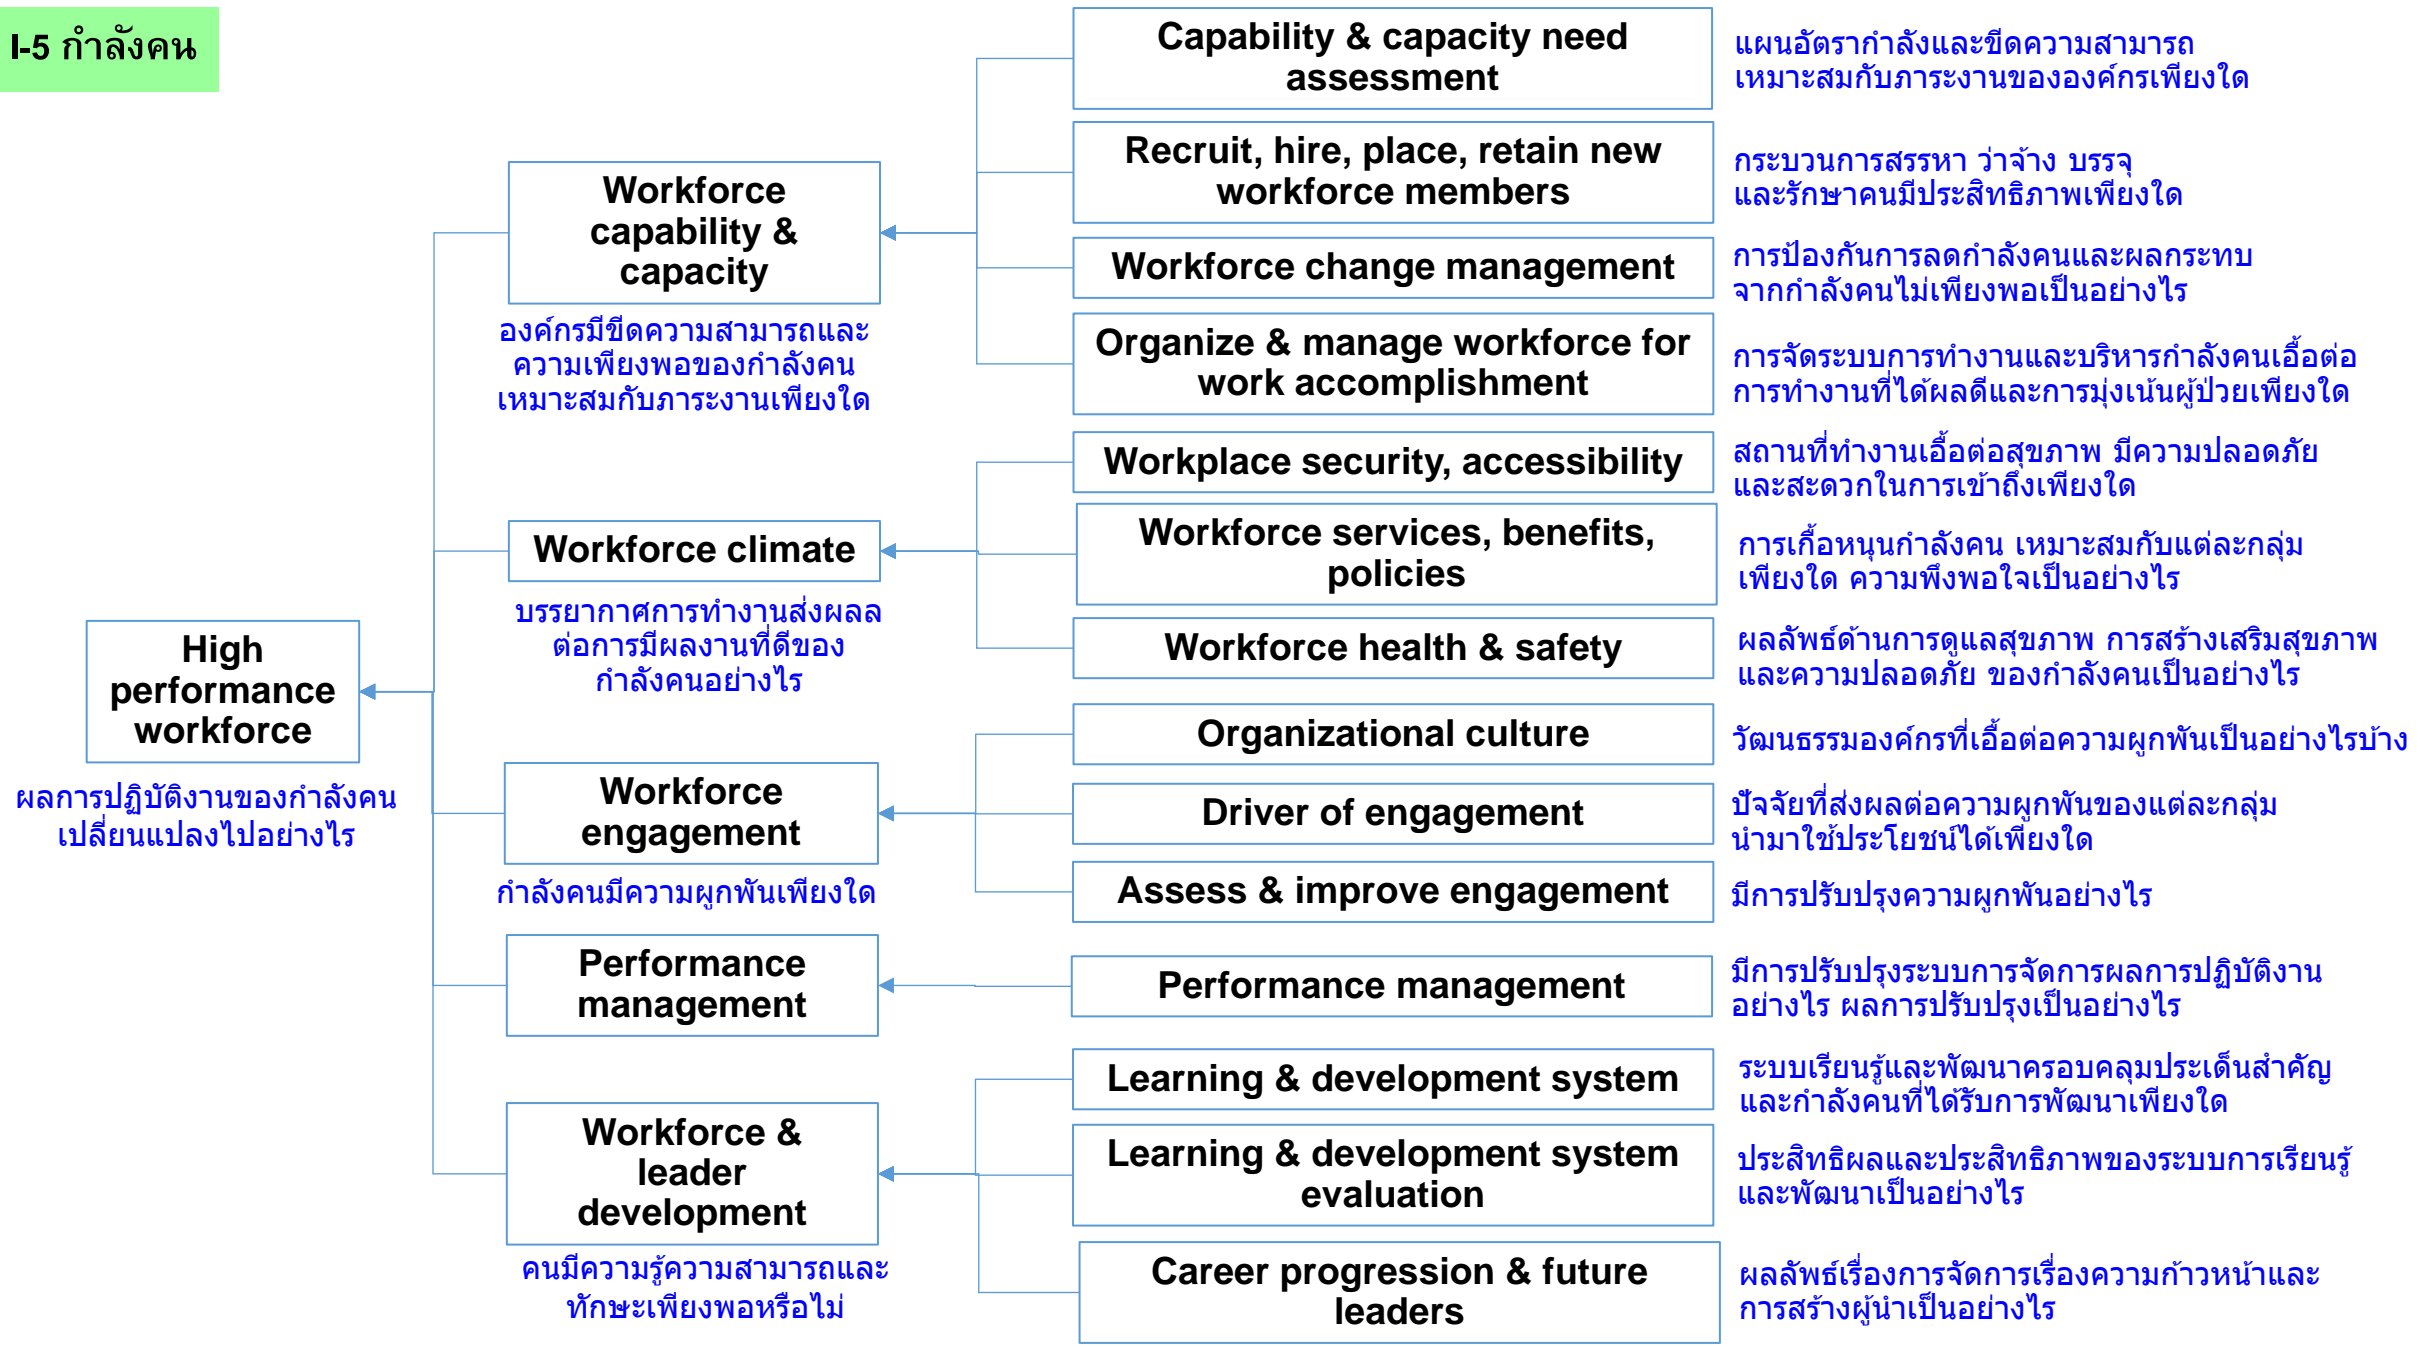 I-5 กำลังคน
High
performance
workforce
ผลการปฏิบัติงานของกำลังคน
เปลี่ยนแปลงไปอย่างไร
Workforce
capability &
capacity
องค์กรมีขีดความสามารถและ
ความเพียงพอของกำลังคน
เหมาะสมกับภาระงานเพียงใด
Capability & capacity need
assessment
แผนอัตรากำลังและขีดความสามารถ
เหมาะสมกับภาระงานขององค์กรเพียงใด
Recruit, hire, place, retain new
workforce members
กระบวนการสรรหา ว่าจ้าง บรรจุ
และรักษาคนมีประสิทธิภาพเพียงใด
Workforce change management
การป้องกันการลดกำลังคนและผลกระทบ
จากกำลังคนไม่เพียงพอเป็นอย่างไร
Organize & manage workforce for
work accomplishment
การจัดระบบการทำงานและบริหารกำลังคนเอื้อต่อ
การทำงานที่ได้ผลดีและการมุ่งเน้นผู้ป่วยเพียงใด
Workforce climate
บรรยากาศการทำงานส่งผลล
ต่อการมีผลงานที่ดีของ
กำลังคนอย่างไร
Workplace security, accessibility
สถานที่ทำงานเอื้อต่อสุขภาพ มีความปลอดภัย
และสะดวกในการเข้าถึงเพียงใด
Workforce services, benefits,
policies
การเกื้อหนุนกำลังคน เหมาะสมกับแต่ละกลุ่ม
เพียงใด ความพึงพอใจเป็นอย่างไร
Workforce health & safety
ผลลัพธ์ด้านการดูแลสุขภาพ การสร้างเสริมสุขภาพ
และความปลอดภัย ของกำลังคนเป็นอย่างไร
Workforce
engagement
กำลังคนมีความผูกพันเพียงใด
Organizational culture
วัฒนธรรมองค์กรที่เอื้อต่อความผูกพันเป็นอย่างไรบ้าง
Driver of engagement
ปัจจัยที่ส่งผลต่อความผูกพันของแต่ละกลุ่ม
นำมาใช้ประโยชน์ได้เพียงใด
Assess & improve engagement
มีการปรับปรุงความผูกพันอย่างไร
Performance
management
Performance management
มีการปรับปรุงระบบการจัดการผลการปฏิบัติงาน
อย่างไร ผลการปรับปรุงเป็นอย่างไร
Workforce &
leader
development
คนมีความรู้ความสามารถและ
ทักษะเพียงพอหรือไม่
Learning & development system
ระบบเรียนรู้และพัฒนาครอบคลุมประเด็นสำคัญ
และกำลังคนที่ได้รับการพัฒนาเพียงใด
Learning & development system
evaluation
ประสิทธิผลและประสิทธิภาพของระบบการเรียนรู้
และพัฒนาเป็นอย่างไร
Career progression & future
leaders
ผลลัพธ์เรื่องการจัดการเรื่องความก้าวหน้าและ
การสร้างผู้นำเป็นอย่างไร